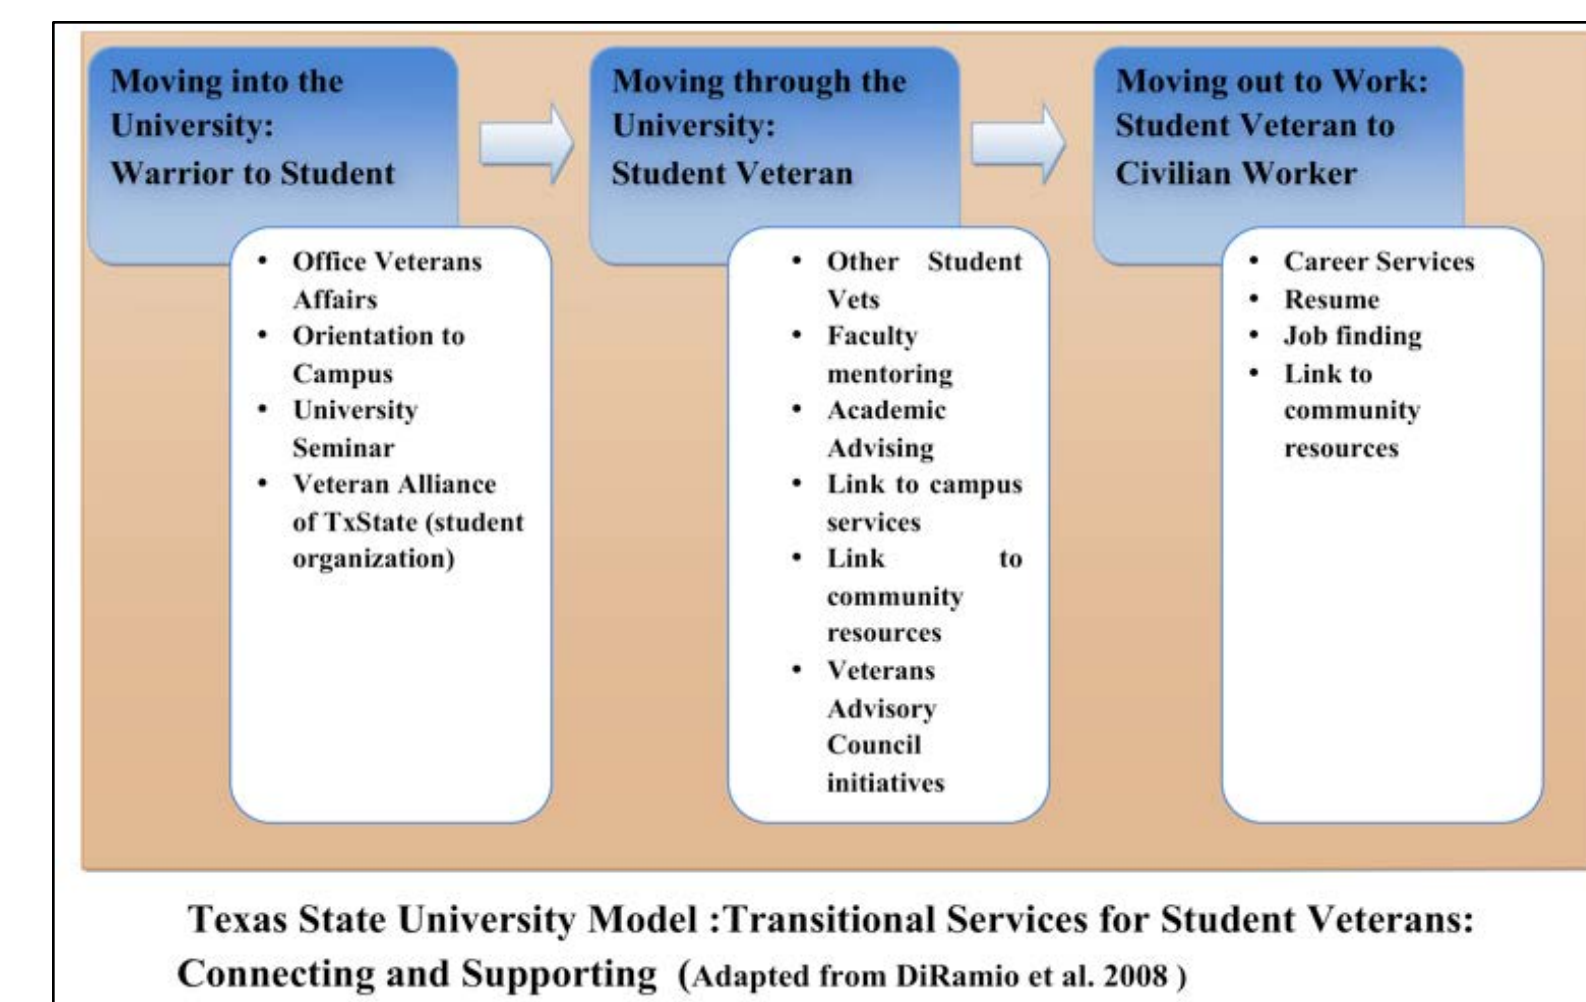 Moving into the
University:
Warrior to Student
• Office Veterans
Affairs
• Orientation to
Campus
• University
Seminar
• Veteran Alliance
of TxState (student
organization)
Moving through the
University:
Student Veteran
• Other Student
Vets
• Faculty
mentoring
• Academic
Advising
• Link to campus
services
• Link to
community
resources
• Veterans
Advisory
Council
initiatives
Moving out to Work:
Student Veteran to
Civilian Worker
• Career Services
• Resume
• Job finding
• Link to
community
resources
Texas State University Model :Transitional Services for Student Veterans:
Connecting and Supporting (Adapted from DiRamio et al. 2008 )